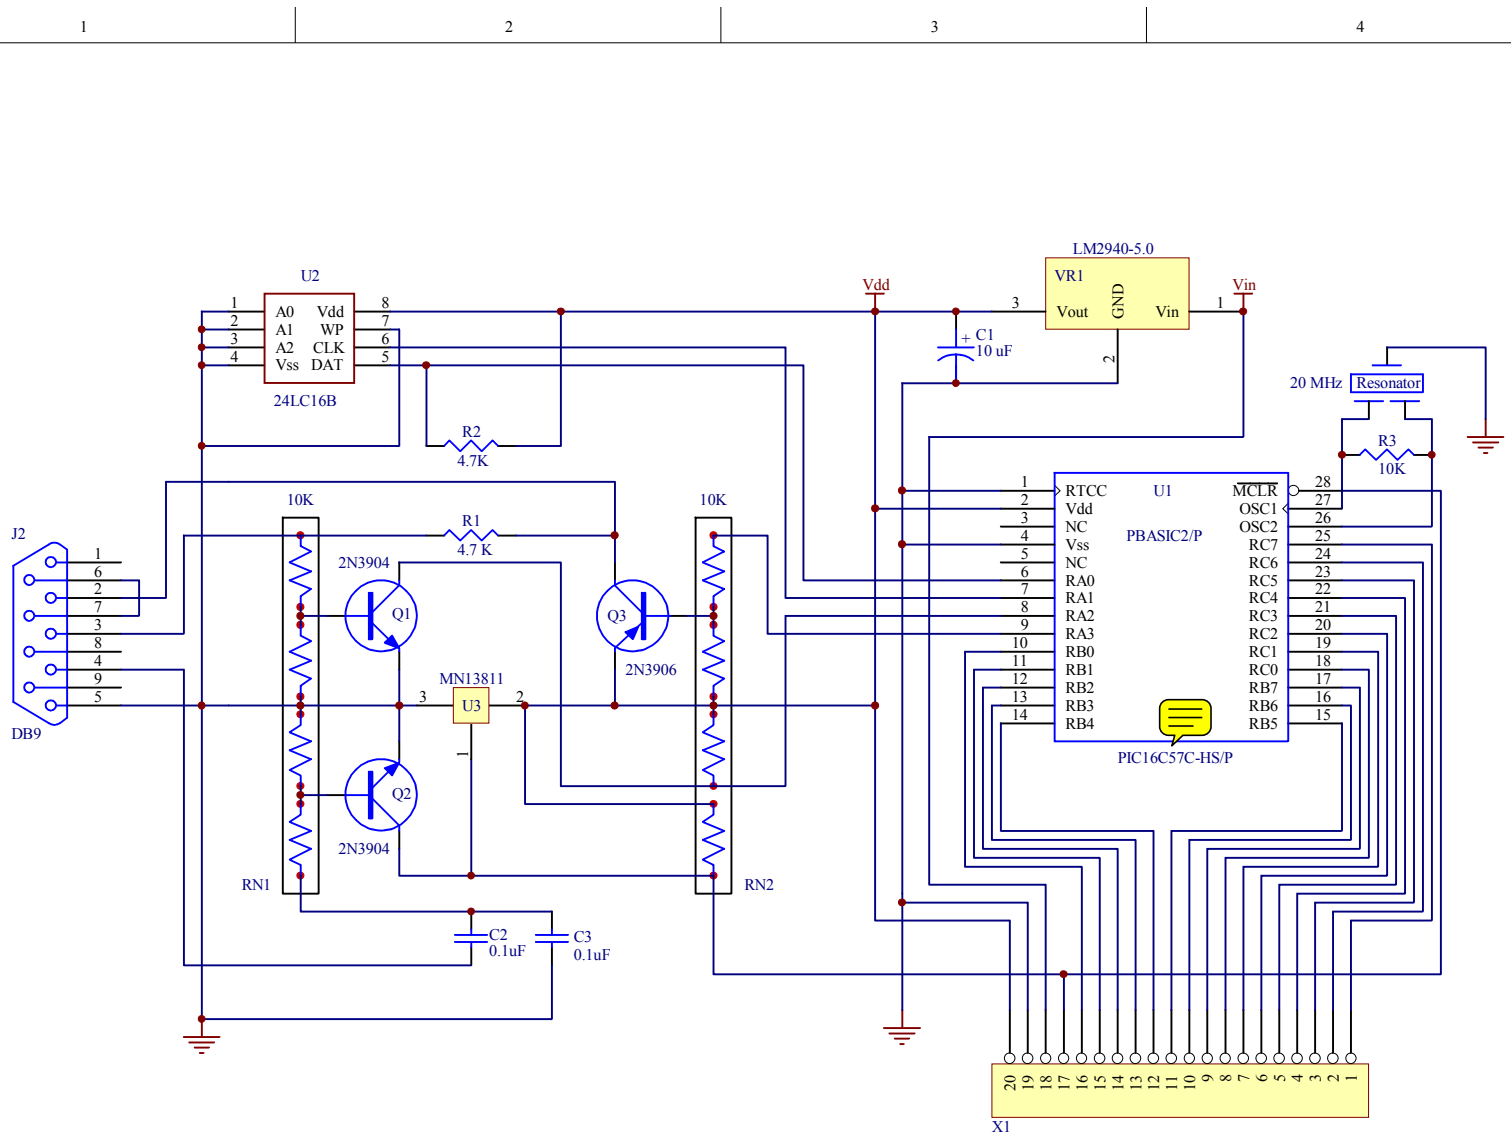 1 2 3 4
LM2940-5.0
VR1
Vout GND Vin
3 2 1
Vdd
Vin
U2
1 A0 Vdd 8
2 A1 WP 7
3 A2 CLK 6
4 Vss DAT 5
24LC16B
+ C1
10 uF
20 MHz Resonator
R2
4.7K
R3
10K
10K
10K
R1
4.7 K
J2
1
6
2
7
3
8
4
9
5
DB9
2N3904
Q1
Q3
2N3906
MN13811
3 U3 2
1
Q2
2N3904
RN1
RN2
C2
0.1uF
C3
0.1uF
U1
PBASIC2/P
1 RTCC MCLR 28
2 Vdd OSC1 27
3 NC OSC2 26
4 Vss RC7 25
5 NC RC6 24
6 RA0 RC5 23
7 RA1 RC4 22
8 RA2 RC3 21
9 RA3 RC2 20
10 RB0 RC1 19
11 RB1 RC0 18
12 RB2 RB7 17
13 RB3 RB6 16
14 RB4 RB5 15
PIC16C57C-HS/P
20 19 18 17 16 15 14 13 12 11 10 9 8 7 6 5 4 3 2 1
X1